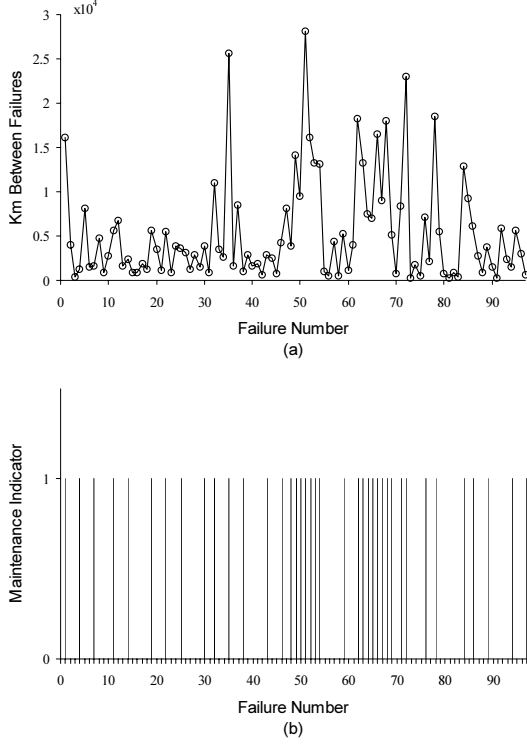 x10⁴
3
2.5
2
1.5
1
0.5
0
Km Between Failures
0 10 20 30 40 50 60 70 80 90
Failure Number
(a)
1
0
Maintenance Indicator
0 10 20 30 40 50 60 70 80 90
Failure Number
(b)